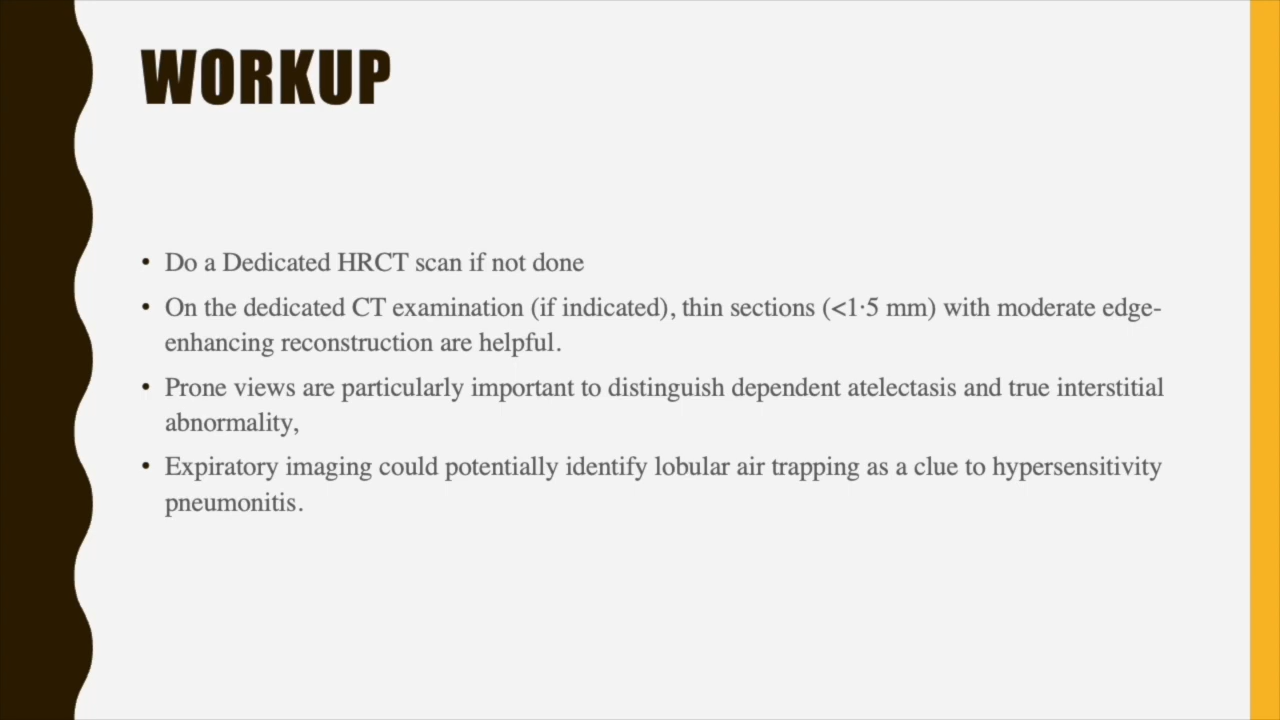 WORKUP
• Do a Dedicated HRCT scan if not done
• On the dedicated CT examination (if indicated), thin sections (<1·5 mm) with moderate edge-
enhancing reconstruction are helpful.
• Prone views are particularly important to distinguish dependent atelectasis and true interstitial
abnormality,
• Expiratory imaging could potentially identify lobular air trapping as a clue to hypersensitivity
pneumonitis.